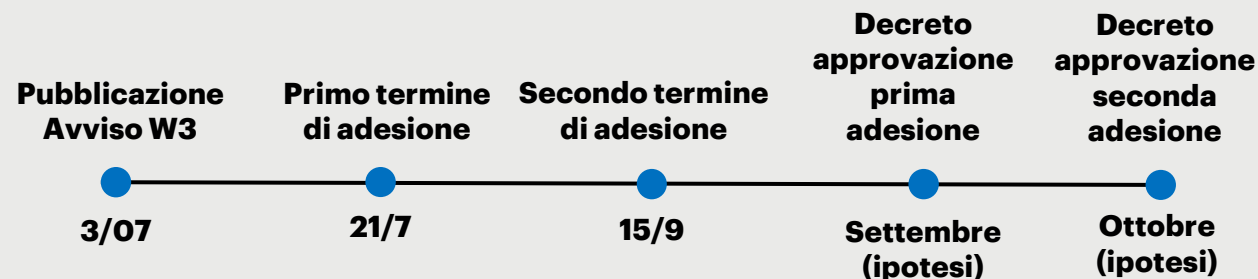 Pubblicazione
Avviso W3
3/07
Primo termine
di adesione
21/7
Secondo termine
di adesione
15/9
Decreto
approvazione
prima
adesione
Settembre
(ipotesi)
Decreto
approvazione
seconda
adesione
Ottobre
(ipotesi)